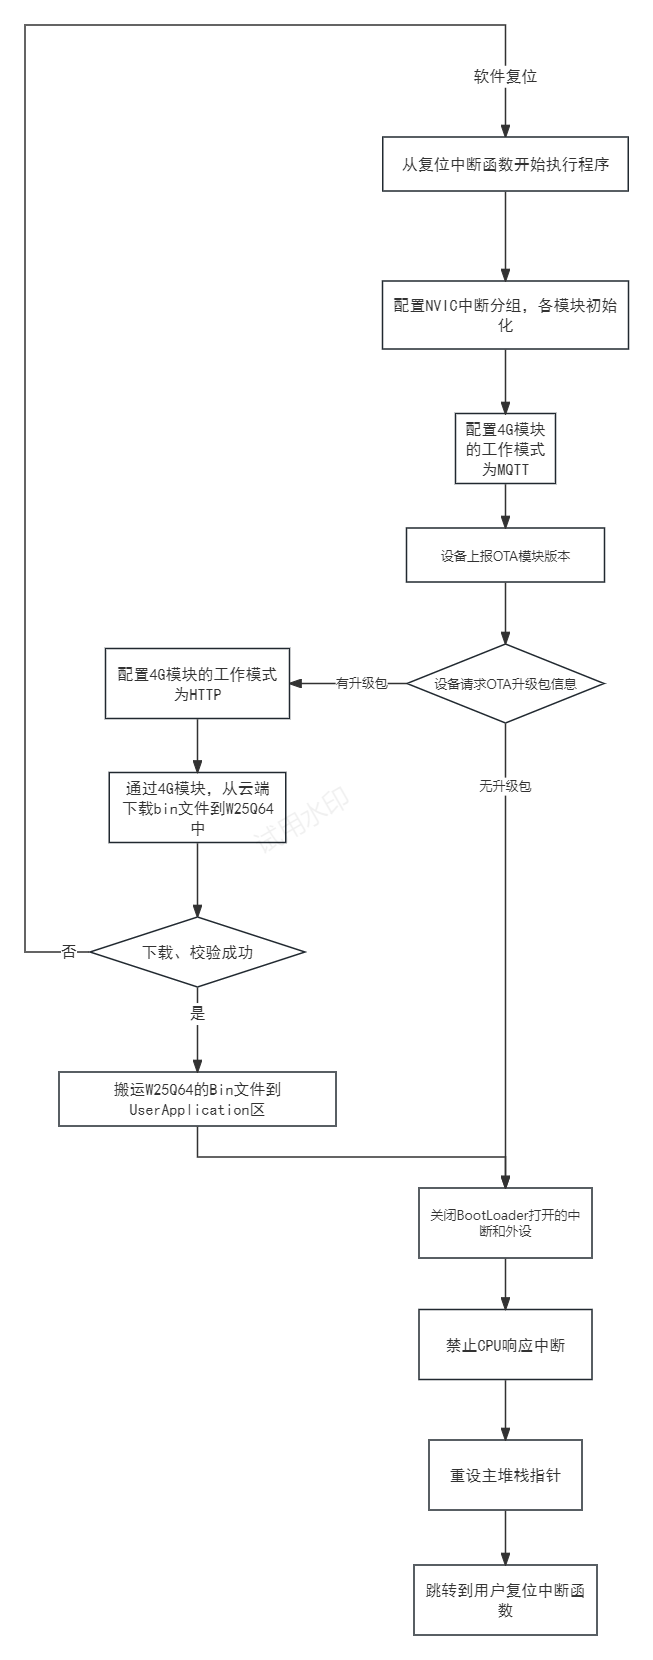 软件复位
从复位中断函数开始执行程序
配置NVIC中断分组，各模块初始
化
配置4G模块
的工作模式
为MQTT
设备上报OTA模块版本
设备请求OTA升级包信息
有升级包
配置4G模块的工作模式
为HTTP
无升级包
通过4G模块，从云端
下载bin文件到W25Q64
中
试用水印
下载、校验成功
否
是
搬运W25Q64的Bin文件到
UserApplication区
关闭BootLoader打开的中
断和外设
禁止CPU响应中断
重设主堆栈指针
跳转到用户复位中断函
数